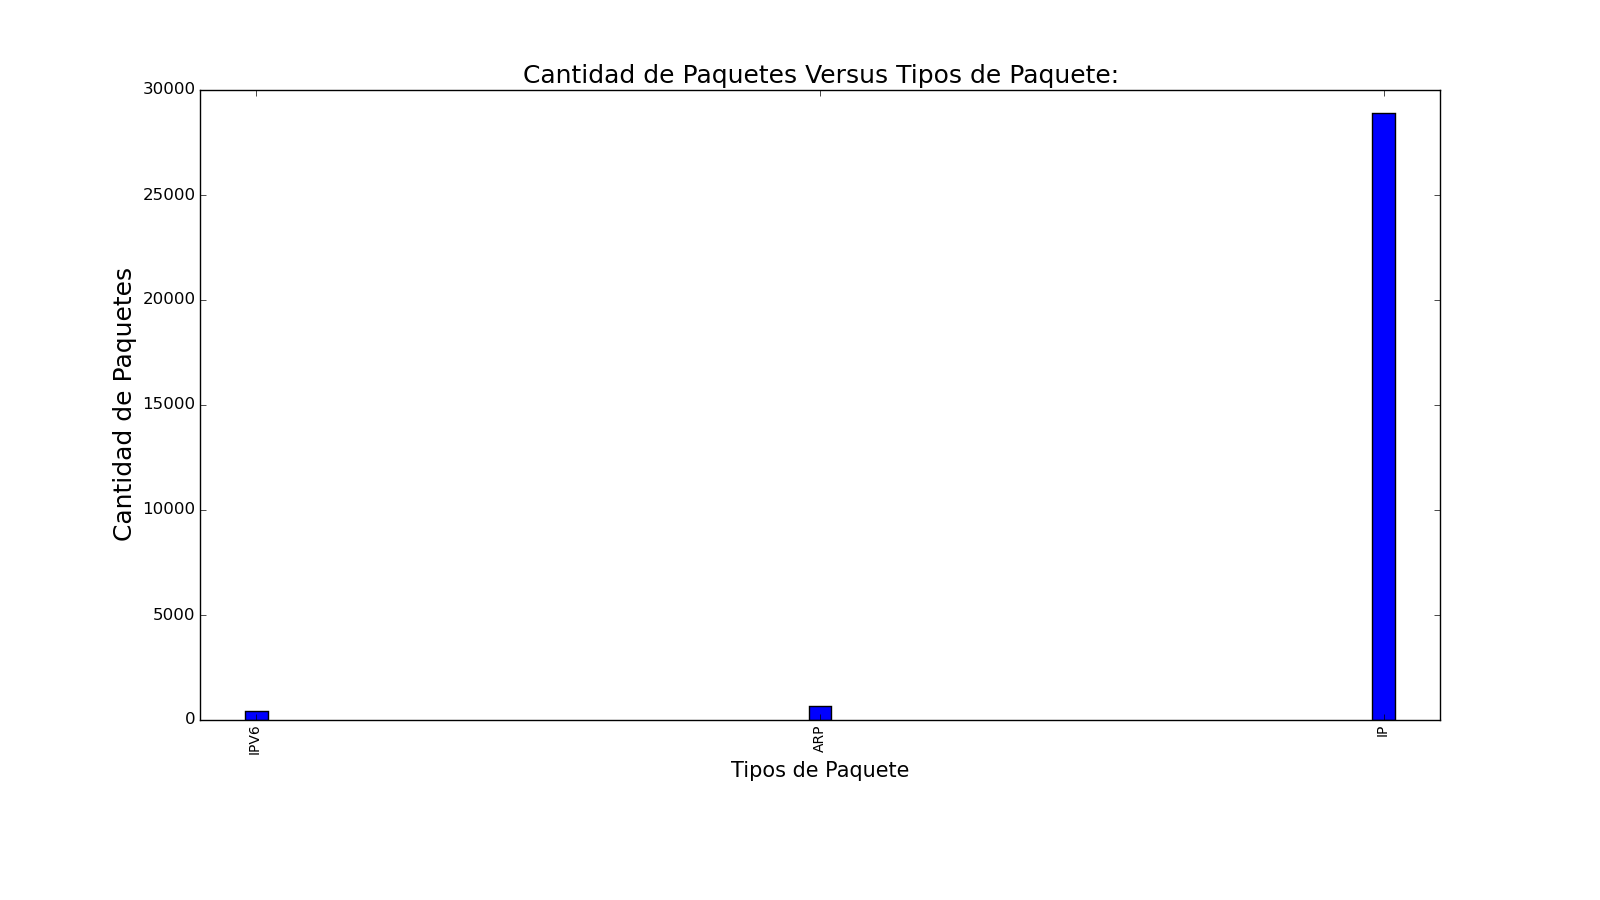 Cantidad de Paquetes Versus Tipos de Paquete:
Cantidad de Paquetes
30000
25000
20000
15000
10000
5000
0
IPV6
ARP
IP
Tipos de Paquete